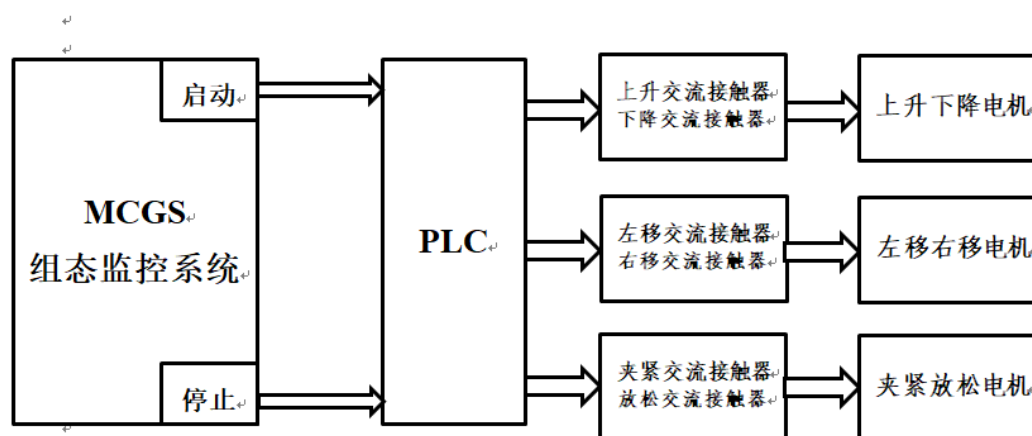 启动
MCGS
组态监控系统
停止
PLC
上升交流接触器
下降交流接触器
上升下降电机
左移交流接触器
右移交流接触器
左移右移电机
夹紧交流接触器
放松交流接触器
夹紧放松电机